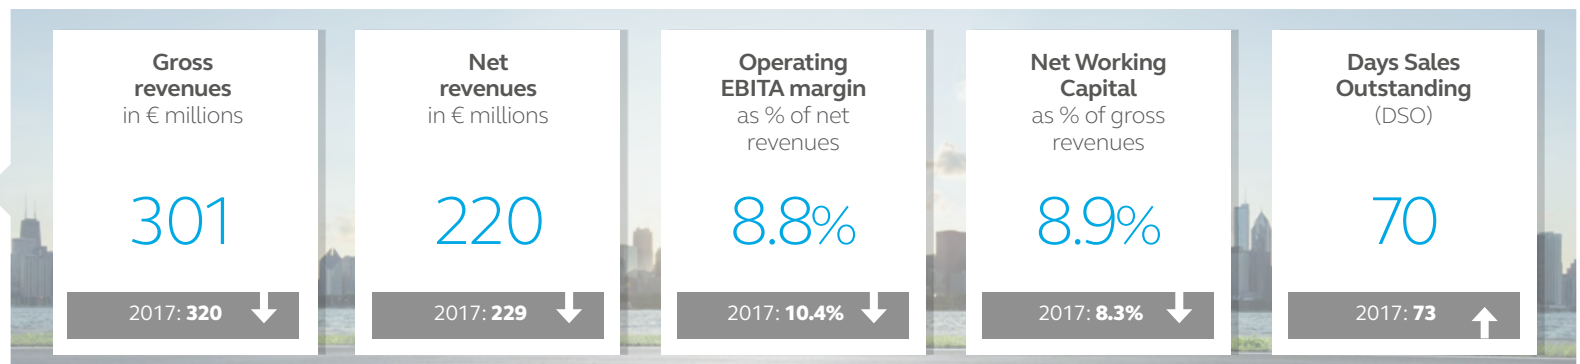 Gross
revenues
in € millions
301
2017: 320
Net
revenues
in € millions
220
2017: 229
Operating
EBITA margin
as % of net
revenues
8.8%
2017: 10.4%
Net Working
Capital
as % of gross
revenues
8.9%
2017: 8.3%
Days Sales
Outstanding
(DSO)
70
2017: 73